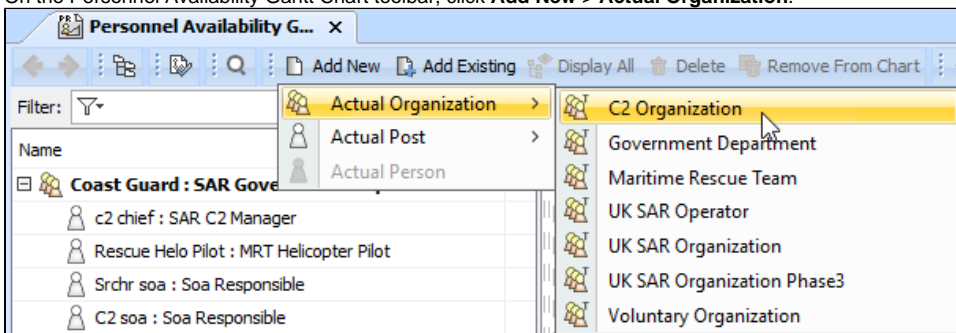 On the Personnel Availability Gantt Chart toolbar, click Add New > Actual Organization.
Personnel Availability G... X
Add New Add Existing Display All Delete Remove From Chart
Filter:
Actual Organization >
C2 Organization
Name
Actual Post >
Government Department
Actual Person
Maritime Rescue Team
Coast Guard : SAR Gove
c2 chief : SAR C2 Manager
UK SAR Operator
Rescue Helo Pilot : MRT Helicopter Pilot
UK SAR Organization
Srchr soa : Soa Responsible
UK SAR Organization Phase3
C2 soa : Soa Responsible
Voluntary Organization